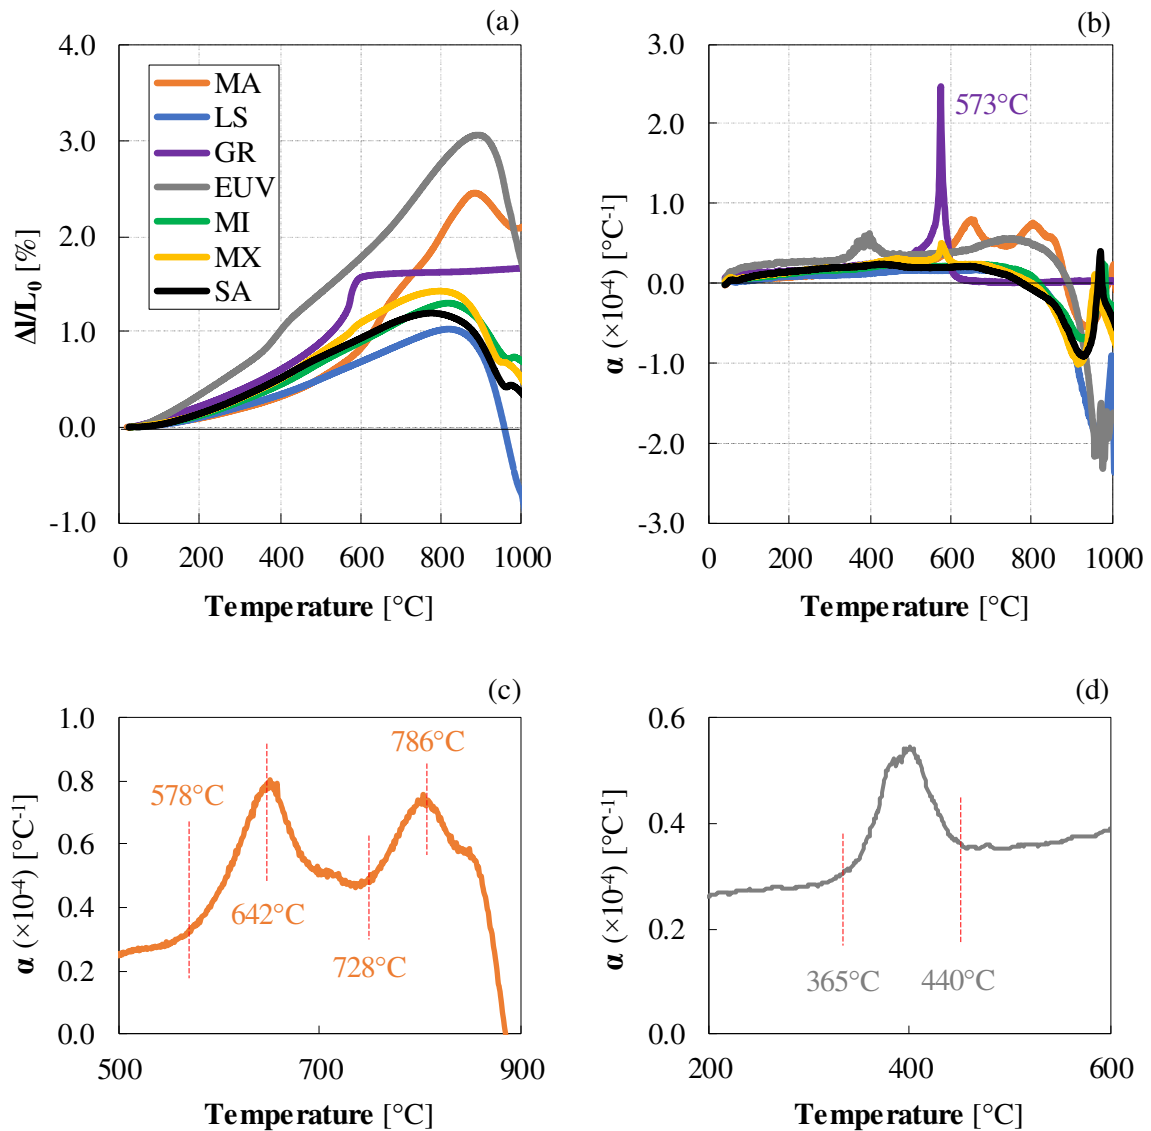 (a)
4.0
3.0
2.0
1.0
0.0
-1.0
Δl/L0 [%]
MA
LS
GR
EUV
MI
MX
SA
0 200 400 600 800 1000
Temperature [°C]
(b)
3.0
2.0
1.0
0.0
-1.0
-2.0
-3.0
α (×10-4) [°C-1]
573°C
0 200 400 600 800 1000
Temperature [°C]
(c)
1.0
0.8
0.6
0.4
0.2
0.0
α (×10-4) [°C-1]
786°C
578°C
642°C
728°C
500 700 900
Temperature [°C]
(d)
0.6
0.4
0.2
0.0
α (×10-4) [°C-1]
365°C 440°C
200 400 600
Temperature [°C]